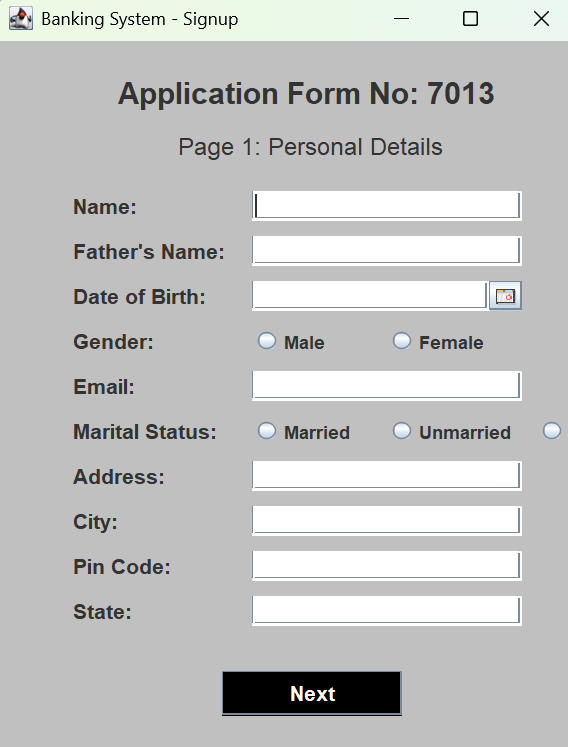 Banking System - Signup
Application Form No: 7013
Page 1: Personal Details
Name:
Father's Name:
Date of Birth:
Gender: Male Female
Email:
Marital Status: Married Unmarried
Address:
City:
Pin Code:
State:
Next